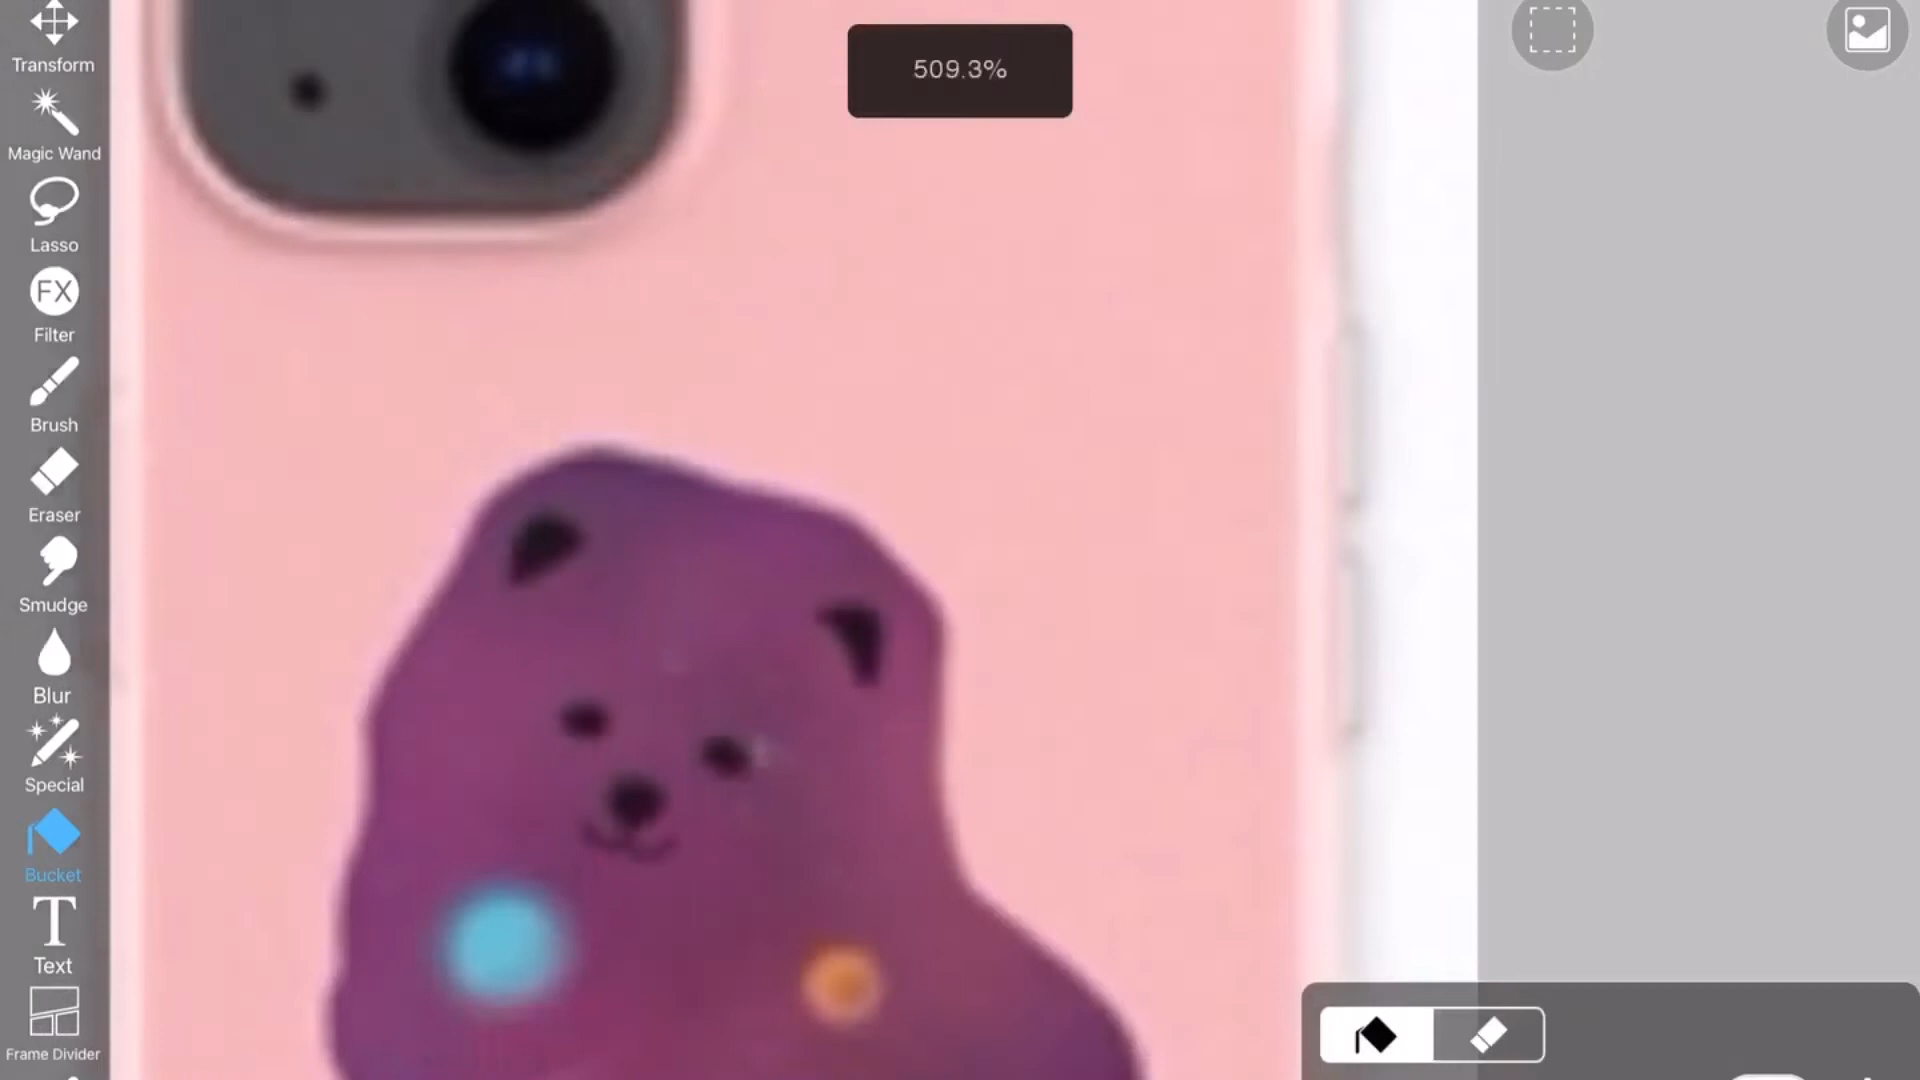 Transform
509.3%
Magic Wand
Lasso
FX
Filter
Brush
Eraser
Smudge
Blur
Special
Bucket
T
Text
Frame Divider